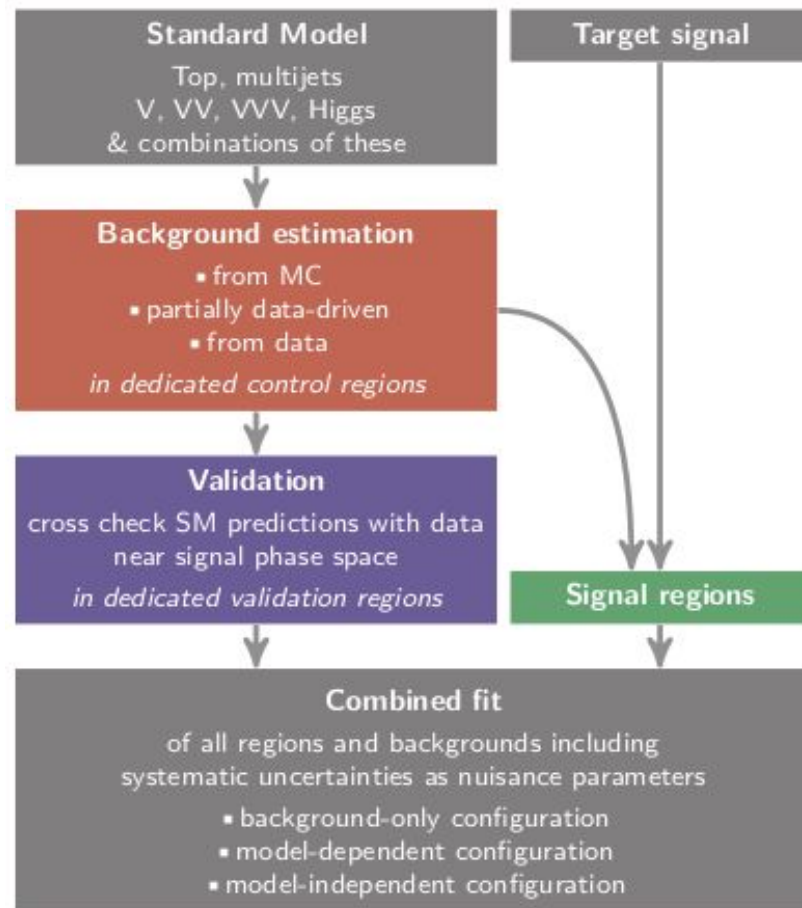 Standard Model
Top, multijets
V, VV, VVV, Higgs
& combinations of these
Target signal
Background estimation
▪ from MC
▪ partially data-driven
▪ from data
in dedicated control regions
Validation
cross check SM predictions with data
near signal phase space
in dedicated validation regions
Signal regions
Combined fit
of all regions and backgrounds including
systematic uncertainties as nuisance parameters
▪ background-only configuration
▪ model-dependent configuration
▪ model-independent configuration